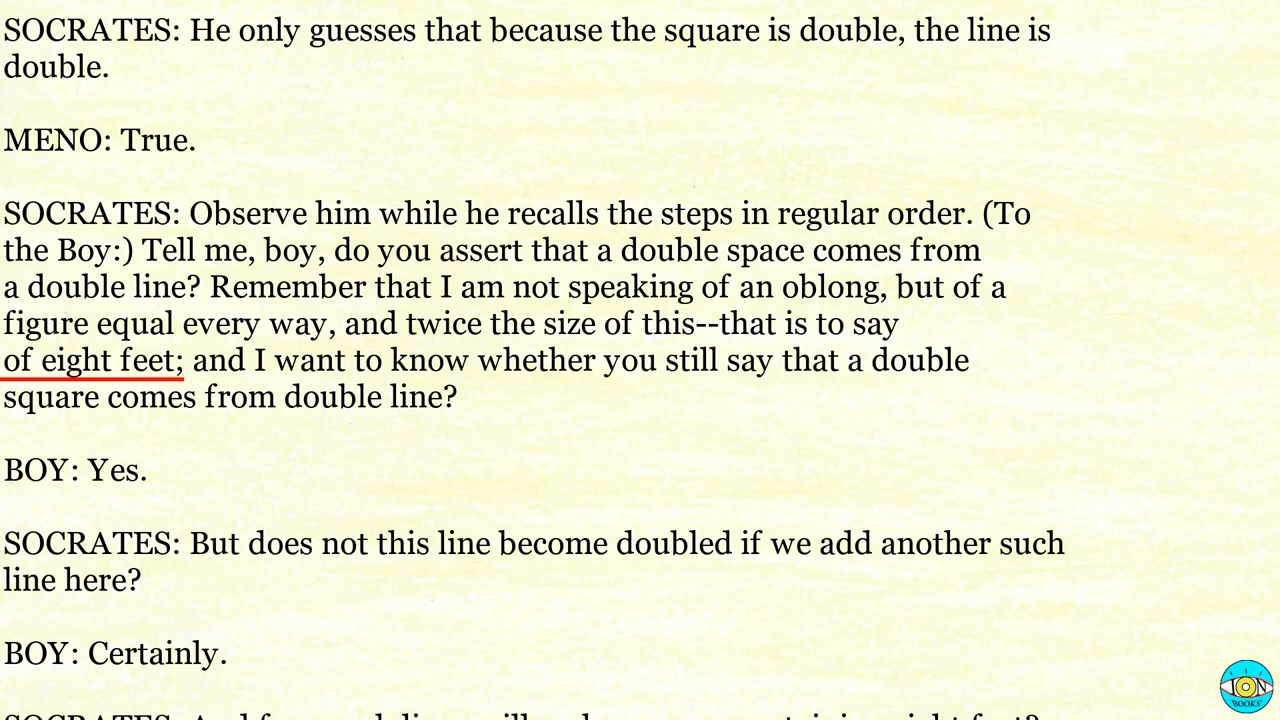 SOCRATES: He only guesses that because the square is double, the line is
double.
MENO: True.
SOCRATES: Observe him while he recalls the steps in regular order. (To
the Boy:) Tell me, boy, do you assert that a double space comes from
a double line? Remember that I am not speaking of an oblong, but of a
figure equal every way, and twice the size of this--that is to say
of eight feet; and I want to know whether you still say that a double
square comes from double line?
BOY: Yes.
SOCRATES: But does not this line become doubled if we add another such
line here?
BOY: Certainly.
ION
BOOKS